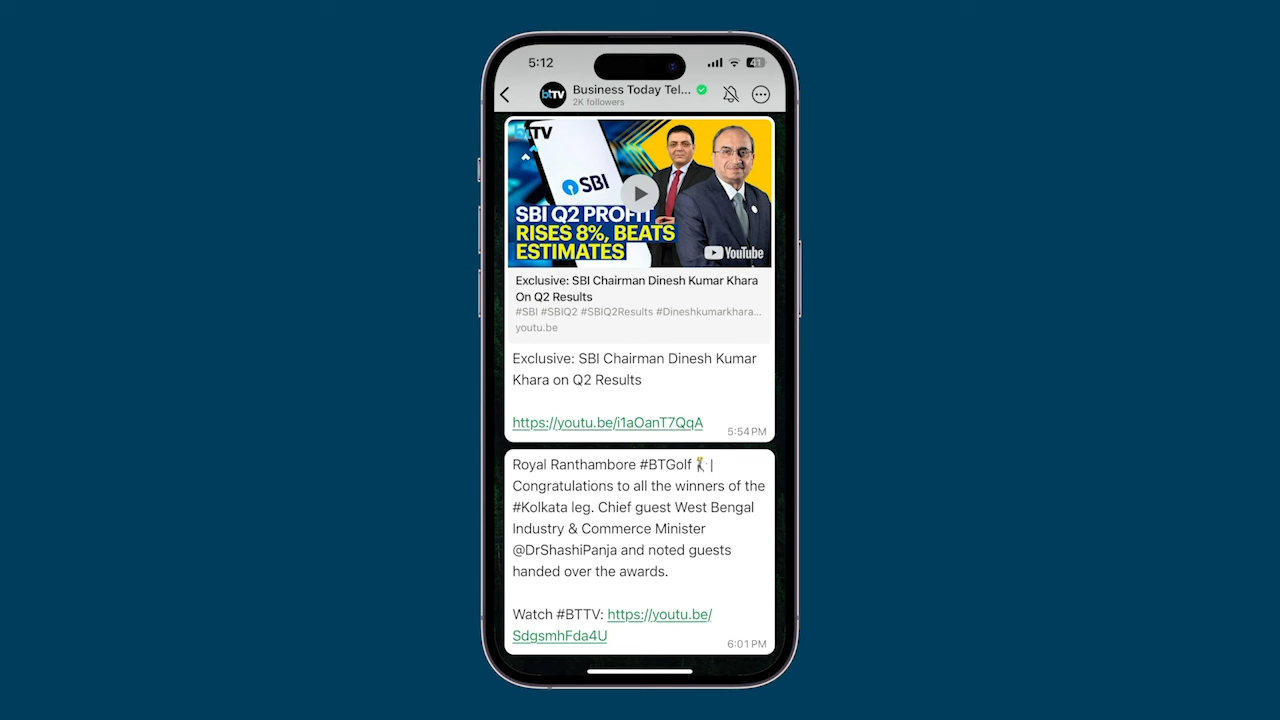 5:12
41
btTV
Business Today Tel...
2K followers
btTV
SBI
SBI Q2 PROFIT
RISES 8%, BEATS
ESTIMATES
YouTube
Exclusive: SBI Chairman Dinesh Kumar Khara
On Q2 Results
#SBI #SBIQ2 #SBIQ2Results #Dineshkumarkhara...
youtu.be
Exclusive: SBI Chairman Dinesh Kumar
Khara on Q2 Results
https://youtu.be/i1aOanT7QqA
5:54 PM
Royal Ranthambore #BTGolf🏌|
Congratulations to all the winners of the
#Kolkata leg. Chief guest West Bengal
Industry & Commerce Minister
@DrShashiPanja and noted guests
handed over the awards.
Watch #BTTV: https://youtu.be/
SdgsmhFda4U
6:01 PM